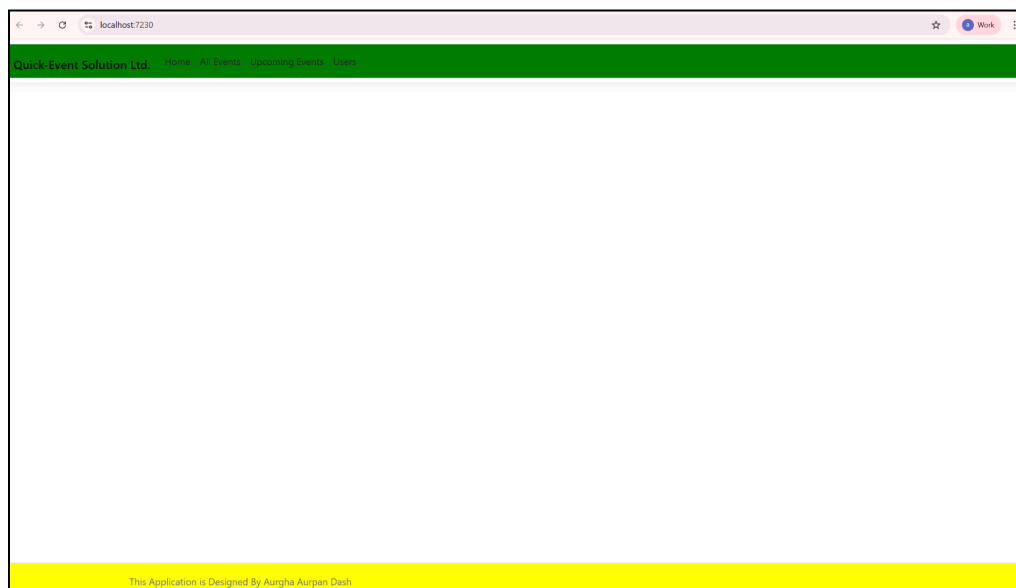 localhost:7230
a Work
Quick-Event Solution Ltd. Home All Events Upcoming Events Users
This Application is Designed By Aurgha Aurpan Dash